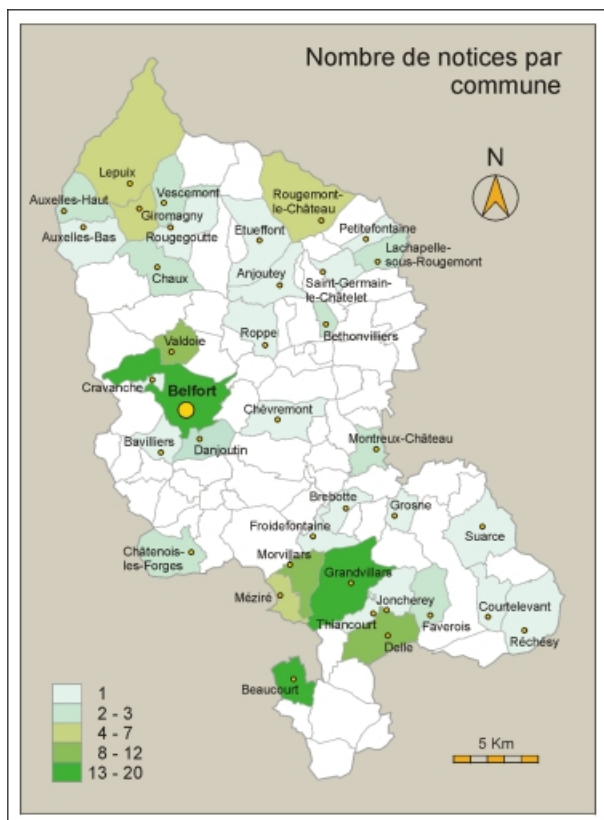 Nombre de notices par
commune
N
Lepuix
Auxelles-Haut
Vescemont
Giromagny
Auxelles-Bas
Rougegoutte
Rougemont-
le-Château
Etueffont
Petitefontaine
Lachapelle-
sous-Rougemont
Chaux
Anjoutey
Saint-Germain-
le-Châtelet
Valdoie
Roppe
Bethonvilliers
Cravanche
Belfort
Chêvremont
Bavilliers
Danjoutin
Montreux-Château
Brebotte
Grosne
Froidefontaine
Suarce
Châtenois-
les-Forges
Morvillars
Grandvillars
Méziré
Joncherey
Thiancourt
Faverois
Courtelevant
Réchésy
Delle
Beaucourt
1
2 - 3
4 - 7
8 - 12
13 - 20
5 Km